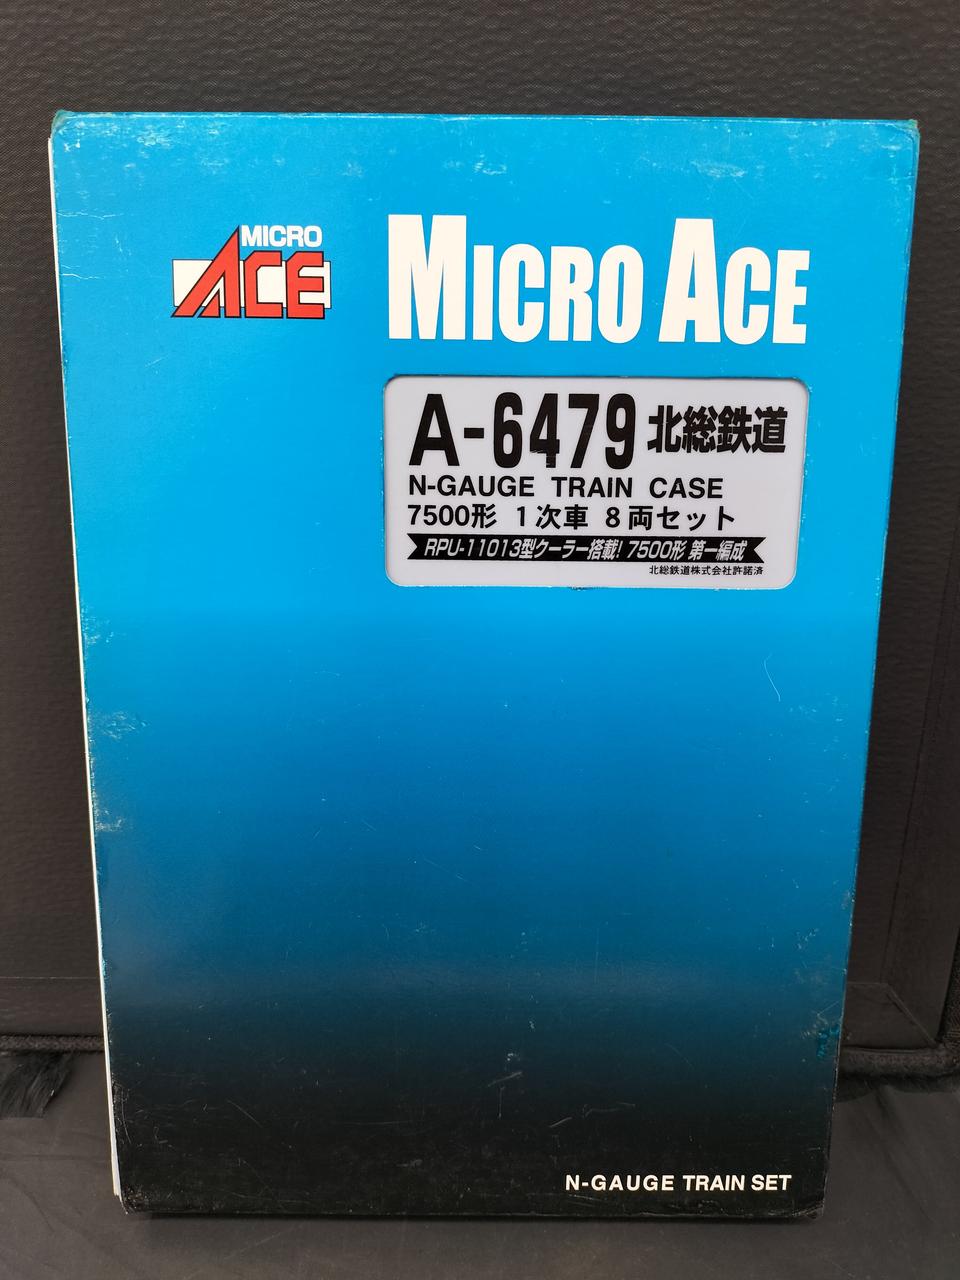 MICRO
ACE
MICRO ACE
A-6479 北総鉄道
N-GAUGE TRAIN CASE
7500形 1次車 8両セット
RPU-11013型クーラー搭載! 7500形 第一編成
北総鉄道株式会社許諾済
N-GAUGE TRAIN SET